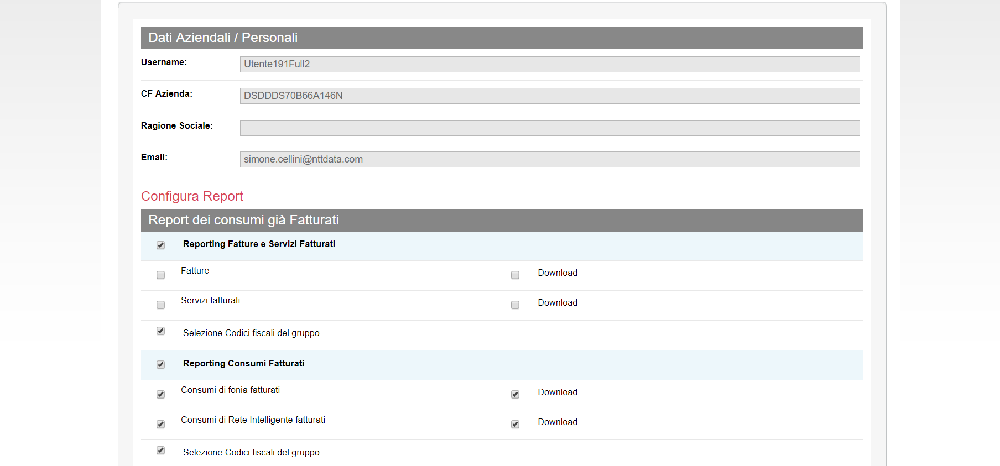 Dati Aziendali / Personali
Username: Utente191Full2
CF Azienda: DSDDDS70B66A146N
Ragione Sociale:
Email: simone.cellini@nttdata.com
Configura Report
Report dei consumi già Fatturati
Reporting Fatture e Servizi Fatturati
Fatture Download
Servizi fatturati Download
Selezione Codici fiscali del gruppo
Reporting Consumi Fatturati
Consumi di fonia fatturati Download
Consumi di Rete Intelligente fatturati Download
Selezione Codici fiscali del gruppo